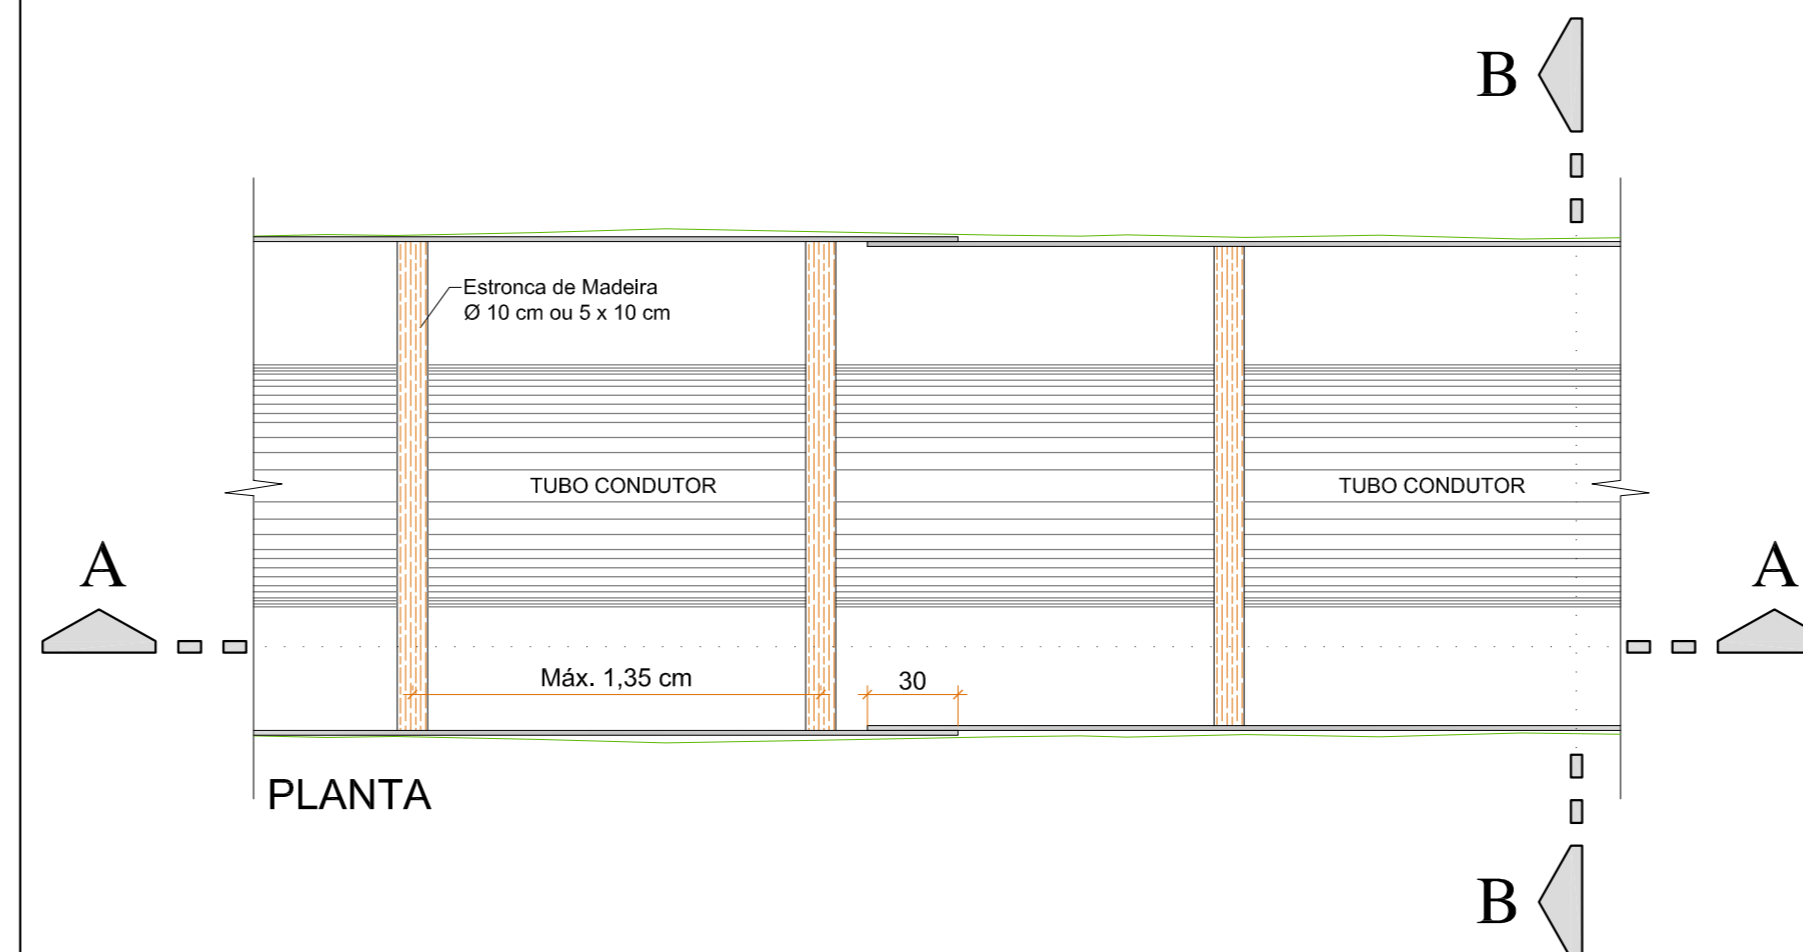 B
Estronca de Madeira
Ø 10 cm ou 5 x 10 cm
TUBO CONDUTOR
TUBO CONDUTOR
A
A
Máx. 1,35 cm
30
PLANTA
B